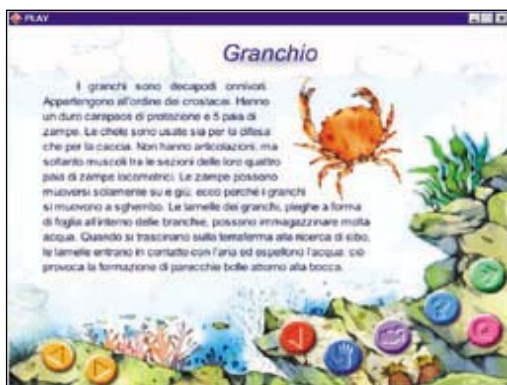 PLAY
Granchio
I granchi sono decapodi onnivori.
Appartengono all'ordine dei crostacei. Hanno
un duro carapace di protezione e 5 paia di
zampe. Le chele sono usate sia per la difesa
che per la caccia. Non hanno articolazioni, ma
soltanto muscoli tra le sezioni delle loro quattro
paia di zampe locomotrici. Le zampe possono
muoversi solamente su e giù, ecco perché i granchi
si muovono a sghembo. Le lamelle dei granchi, pieghe a forma
di foglia all'interno delle branchie, possono immagazzinare molta
acqua. Quando si trascinano sulla terraferma alla ricerca di cibo,
le lamelle entrano in contatto con l'aria ed espellono l'acqua: ciò
provoca la formazione di parecchie bolle attorno alla bocca.